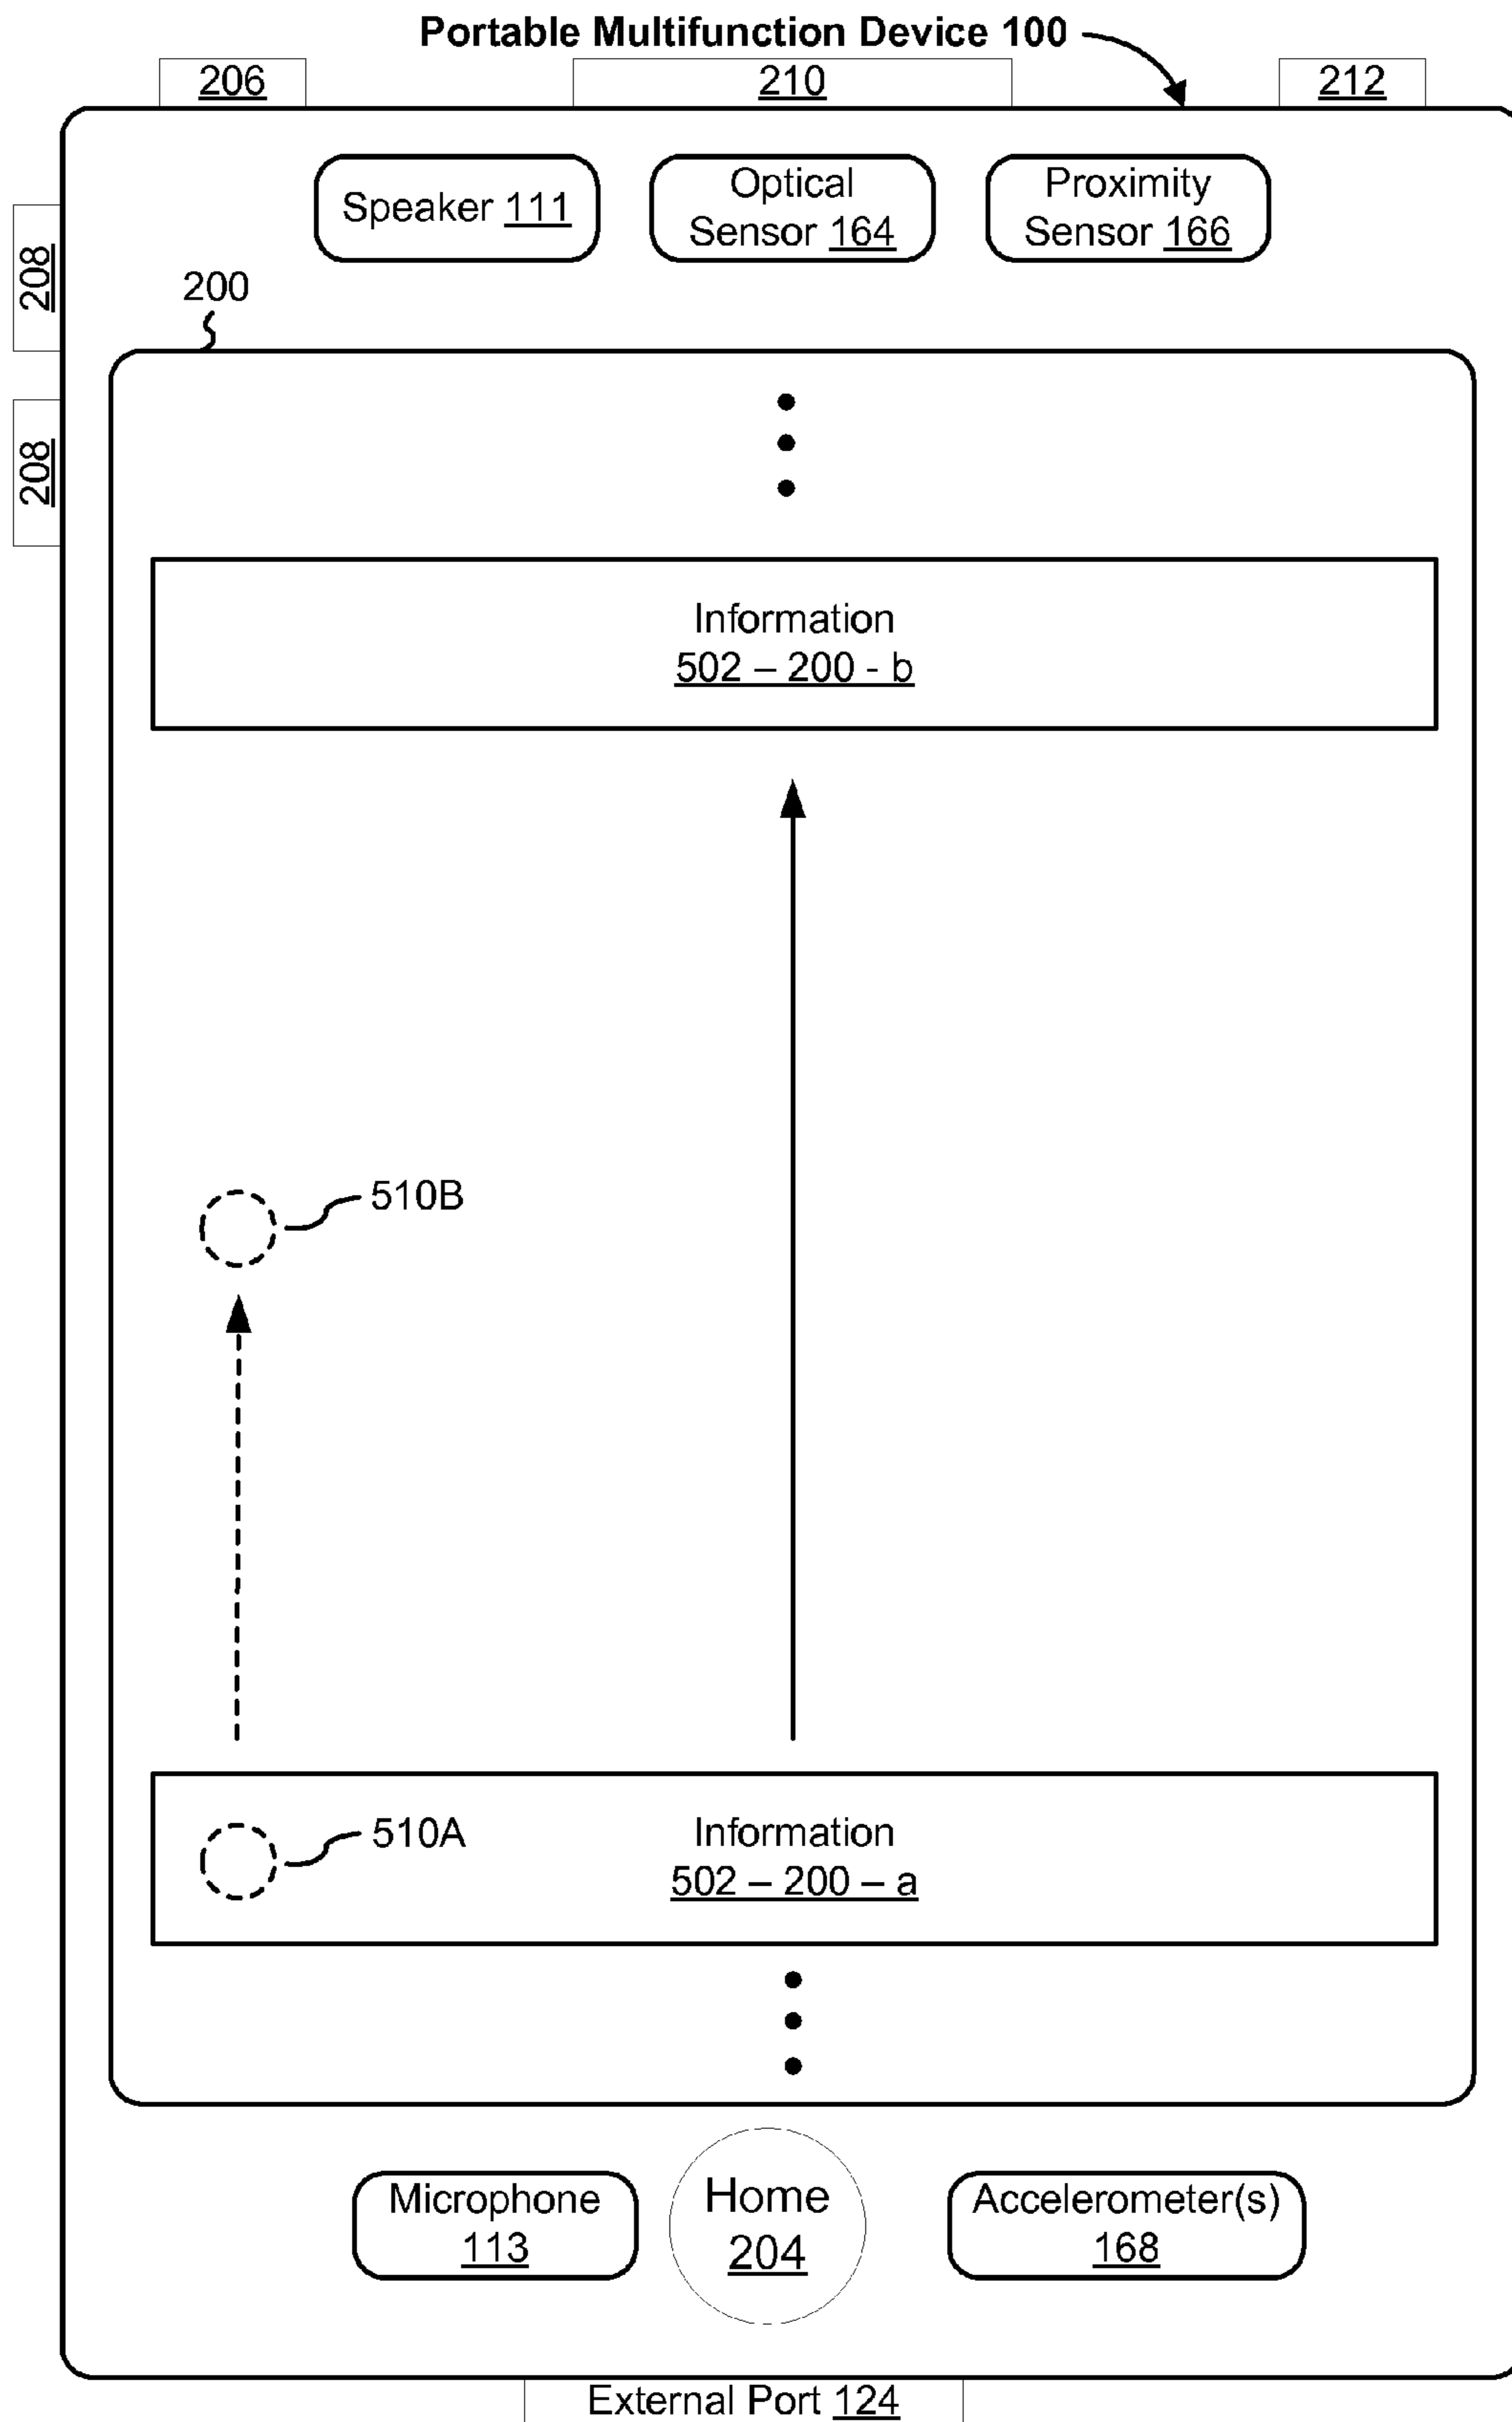 Portable Multifunction Device 100
206
210
212
Speaker 111
Optical
Sensor 164
Proximity
Sensor 166
208
200
208
Information
502 – 200 - b
510B
510A
Information
502 – 200 – a
Microphone
113
Home
204
Accelerometer(s)
168
External Port 124